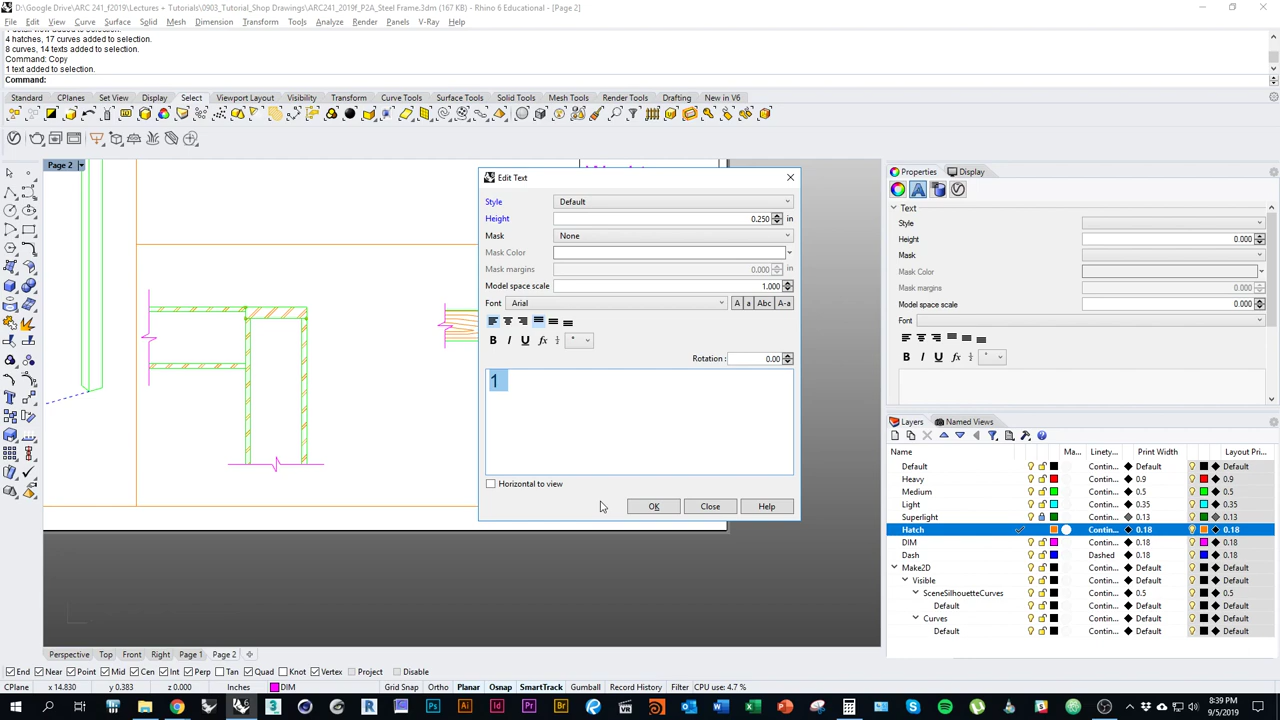 D:\Google Drive\ARC 241_f2019\Lectures + Tutorials\0903_Tutorial_Shop Drawings\ARC241_2019f_P2A_Steel Frame.3dm (167 KB) - Rhino 6 Educational - [Page 2]
File Edit View Curve Surface Solid Mesh Dimension Transform Tools Analyze Render Panels V-Ray Help
4 hatches, 17 curves added to selection.
8 curves, 14 texts added to selection.
Command: Copy
1 text added to selection.
Command:
Standard CPlanes Set View Display Select Viewport Layout Visibility Transform Curve Tools Surface Tools Solid Tools Mesh Tools Render Tools Drafting New in V6
Page 2
Edit Text
Style Default
Height 0.250 in
Mask None
Mask Color
Mask margins 0.000 in
Model space scale 1.000
Font Arial A a Abc A-a
B I U fx ½ °
Rotation: 0.00
1
Horizontal to view
OK Close Help
Properties Display
Text
Style
Height 0.000
Mask
Mask Color
Mask margins 0.000
Model space scale 0.000
Font
B I U fx ½ °
Layers Named Views
Name Ma... Linety... Print Width Layout Pri...
Default Contin... Default Default
Heavy Contin... 0.9 0.9
Medium Contin... 0.5 0.5
Light Contin... 0.35 0.35
Superlight Contin... 0.13 0.13
Hatch Contin... 0.18 0.18
DIM Contin... 0.18 0.18
Dash Dashed 0.18 0.18
Make2D Contin... Default Default
Visible Contin... Default Default
SceneSilhouetteCurves Contin... 0.5 0.5
Default Contin... Default Default
Curves Contin... Default Default
Default Contin... Default Default
Perspective Top Front Right Page 1 Page 2
End Near Point Mid Cen Int Perp Tan Quad Knot Vertex Project Disable
CPlane x 14.830 y 0.383 z 0.000 Inches DIM Grid Snap Ortho Planar Osnap SmartTrack Gumball Record History Filter CPU use: 4.7 %
8:39 PM
9/5/2019